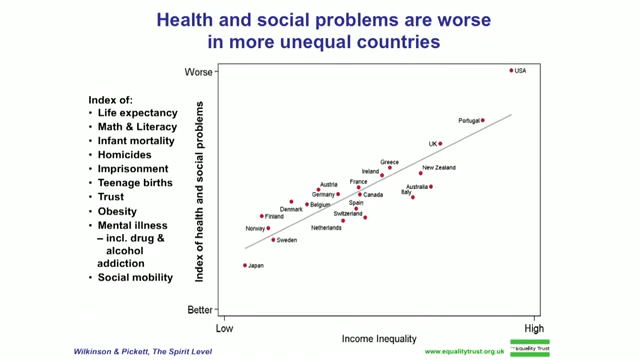 Health and social problems are worse
in more unequal countries
Index of:
• Life expectancy
• Math & Literacy
• Infant mortality
• Homicides
• Imprisonment
• Teenage births
• Trust
• Obesity
• Mental illness
– incl. drug &
alcohol
addiction
• Social mobility
Index of health and social problems
Worse
Better
USA
Portugal
UK
Greece
Ireland
New Zealand
Austria
France
Australia
Germany
Canada
Italy
Denmark
Belgium
Spain
Finland
Switzerland
Norway
Netherlands
Sweden
Japan
Low
High
Income Inequality
Wilkinson & Pickett, The Spirit Level
www.equalitytrust.org.uk
The Equality Trust